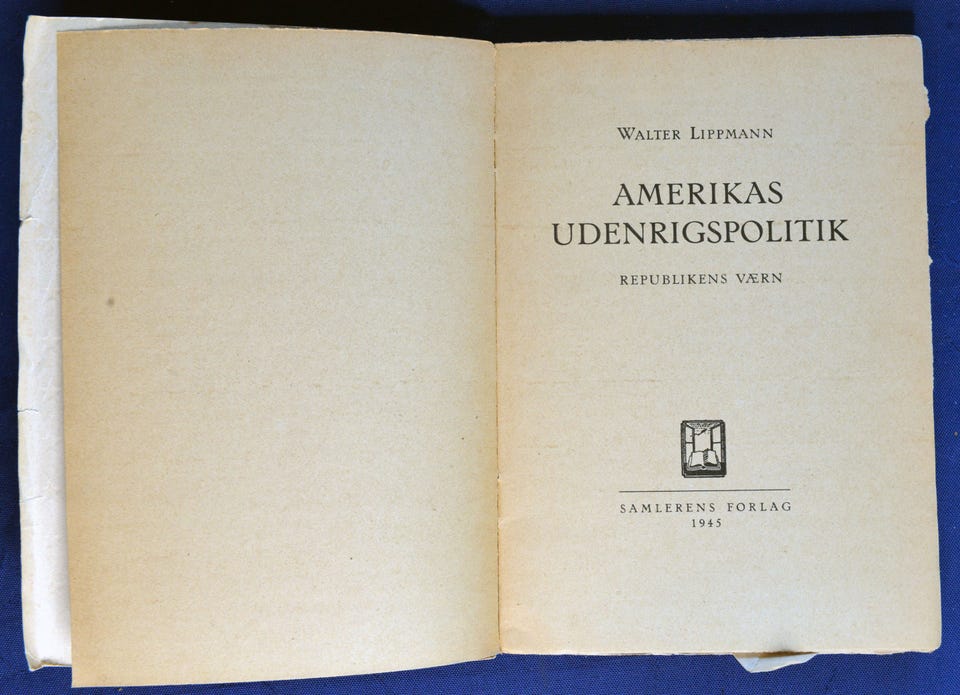 WALTER LIPPMANN
AMERIKAS
UDENRIGSPOLITIK
REPUBLIKENS VÆRN
SAMLERENS FORLAG
1945